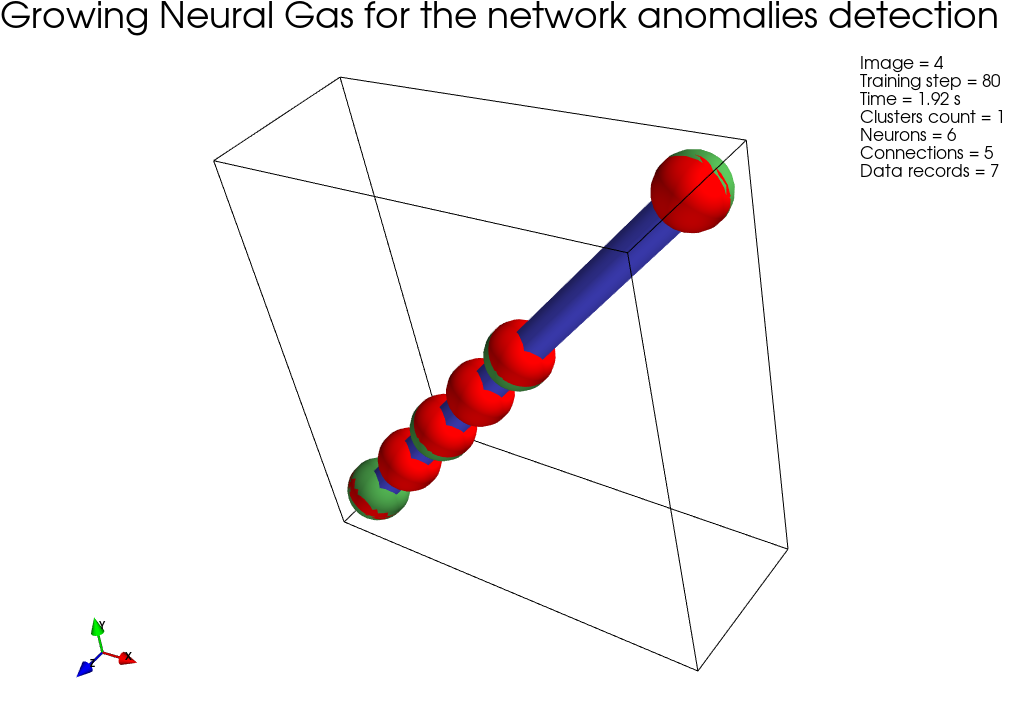 Growing Neural Gas for the network anomalies detection
Image = 4
Training step = 80
Time = 1.92 s
Clusters count = 1
Neurons = 6
Connections = 5
Data records = 7
Y
Z
X